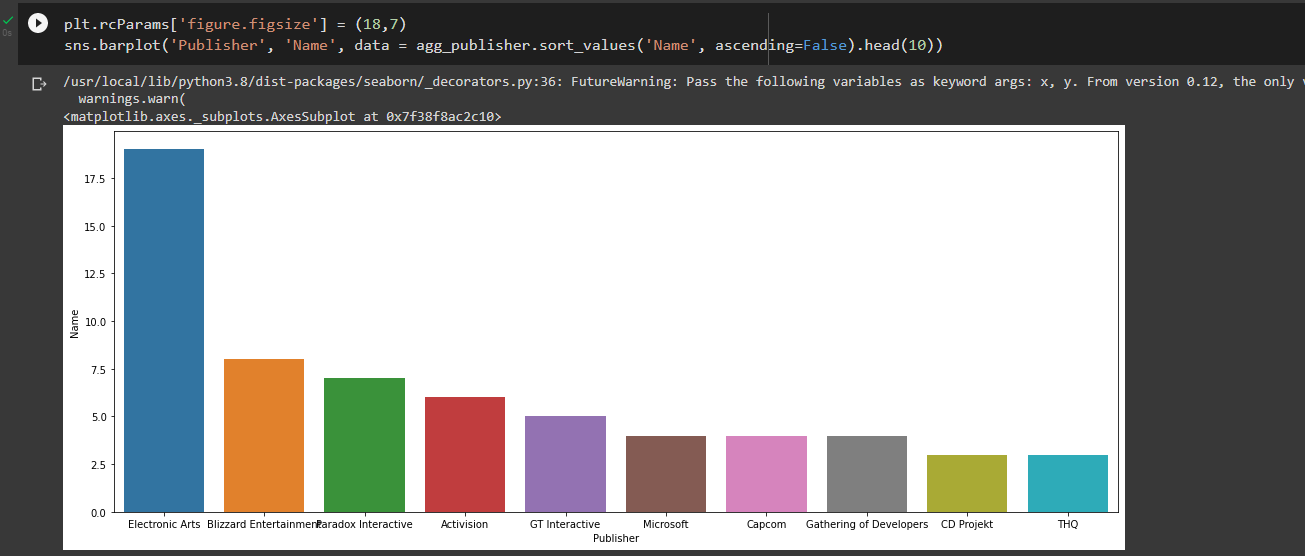 plt.rcParams['figure.figsize'] = (18,7)
0s
sns.barplot('Publisher', 'Name', data = agg_publisher.sort_values('Name', ascending=False).head(10))
/usr/local/lib/python3.8/dist-packages/seaborn/_decorators.py:36: FutureWarning: Pass the following variables as keyword args: x, y. From version 0.12, the only
warnings.warn(
<matplotlib.axes._subplots.AxesSubplot at 0x7f38f8ac2c10>
17.5
15.0
12.5
10.0
7.5
5.0
2.5
0.0
Name
Electronic Arts Blizzard Entertainment Paradox Interactive Activision GT Interactive Microsoft Capcom Gathering of Developers CD Projekt THQ
Publisher